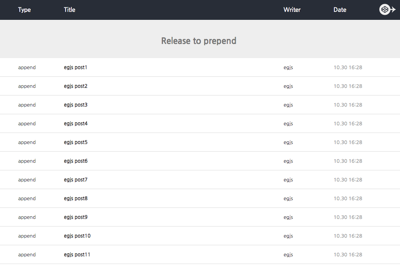 Type Title Writer Date
Release to prepend
append egjs post1 egjs 10.30 16:28
append egjs post2 egjs 10.30 16:28
append egjs post3 egjs 10.30 16:28
append egjs post4 egjs 10.30 16:28
append egjs post5 egjs 10.30 16:28
append egjs post6 egjs 10.30 16:28
append egjs post7 egjs 10.30 16:28
append egjs post8 egjs 10.30 16:28
append egjs post9 egjs 10.30 16:28
append egjs post10 egjs 10.30 16:28
append egjs post11 egjs 10.30 16:28